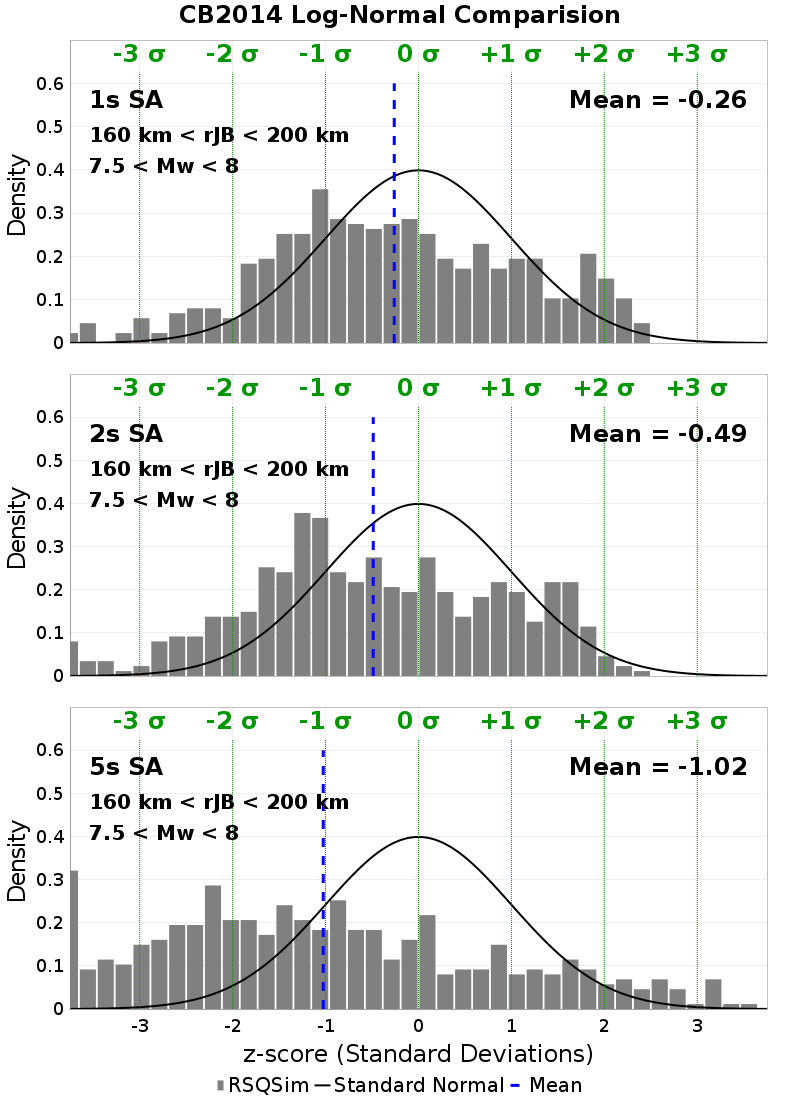 CB2014 Log-Normal Comparision
-3 σ -2 σ -1 σ 0 σ +1 σ +2 σ +3 σ
1s SA Mean = -0.26
160 km < rJB < 200 km
7.5 < Mw < 8
Density
0.6
0.5
0.4
0.3
0.2
0.1
0
-3 σ -2 σ -1 σ 0 σ +1 σ +2 σ +3 σ
2s SA Mean = -0.49
160 km < rJB < 200 km
7.5 < Mw < 8
Density
0.6
0.5
0.4
0.3
0.2
0.1
0
-3 σ -2 σ -1 σ 0 σ +1 σ +2 σ +3 σ
5s SA Mean = -1.02
160 km < rJB < 200 km
7.5 < Mw < 8
Density
0.6
0.5
0.4
0.3
0.2
0.1
0
-3 -2 -1 0 1 2 3
z-score (Standard Deviations)
RSQSim Standard Normal Mean